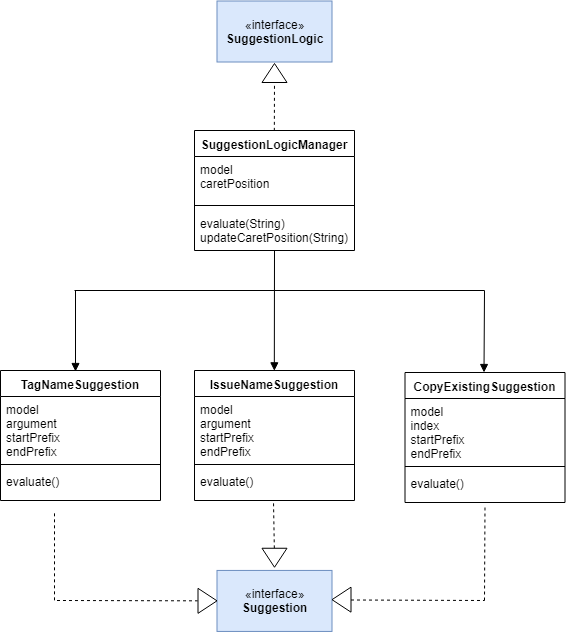 «interface»
SuggestionLogic
SuggestionLogicManager
model
caretPosition
evaluate(String)
updateCaretPosition(String)
TagNameSuggestion
model
argument
startPrefix
endPrefix
evaluate()
IssueNameSuggestion
model
argument
startPrefix
endPrefix
evaluate()
CopyExistingSuggestion
model
index
startPrefix
endPrefix
evaluate()
«interface»
Suggestion